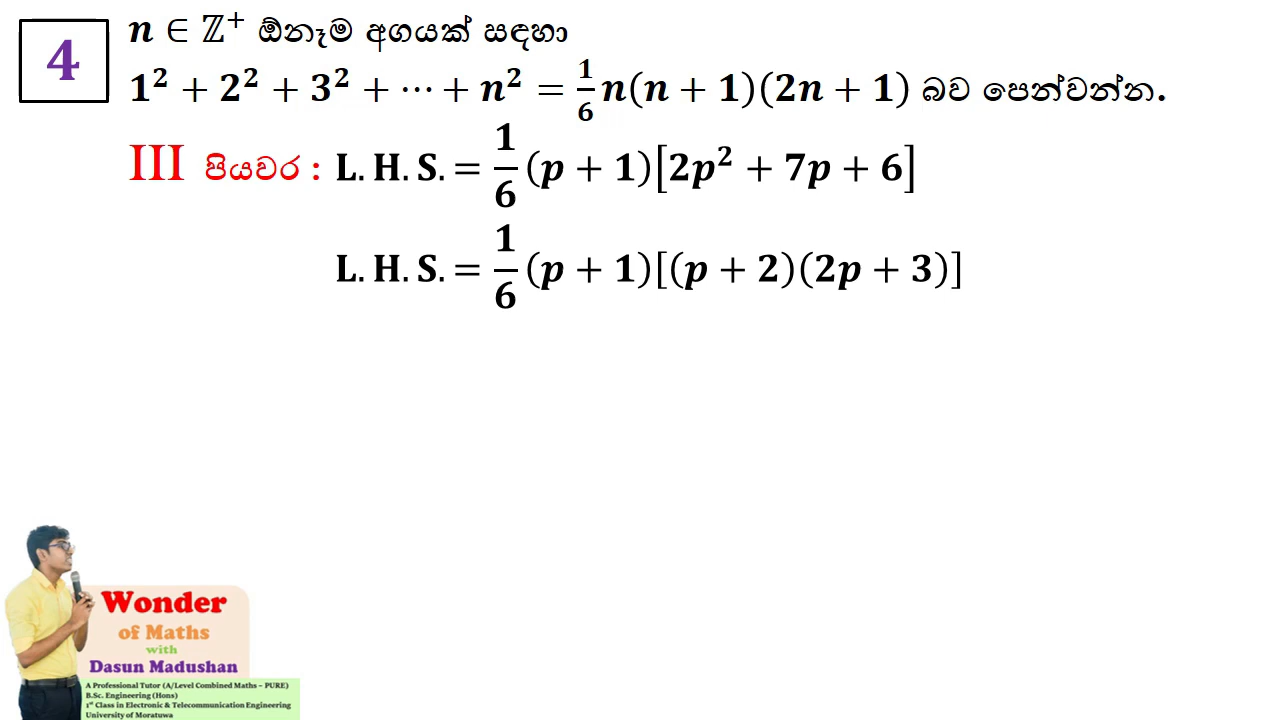 4
n ∈ ℤ⁺ ඕනෑම අගයක් සඳහා
1² + 2² + 3² + ⋯ + n² = 1/6 n(n + 1)(2n + 1) බව පෙන්වන්න.
III පියවර : L. H. S. = 1/6 (p + 1)[2p² + 7p + 6]
L. H. S. = 1/6 (p + 1)[(p + 2)(2p + 3)]
Wonder
of Maths
with
Dasun Madushan
A Professional Tutor (A/Level Combined Maths – PURE)
B.Sc. Engineering (Hons)
1st Class in Electronic & Telecommunication Engineering
University of Moratuwa